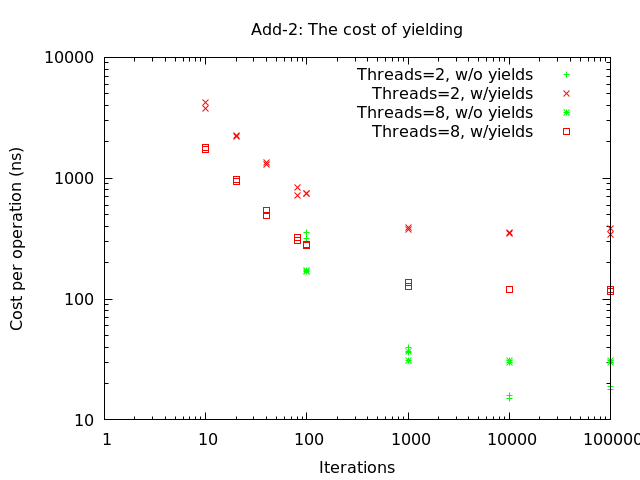 Add-2: The cost of yielding
10000
1000
100
10
Cost per operation (ns)
Threads=2, w/o yields
Threads=2, w/yields
Threads=8, w/o yields
Threads=8, w/yields
1 10 100 1000 10000 100000
Iterations